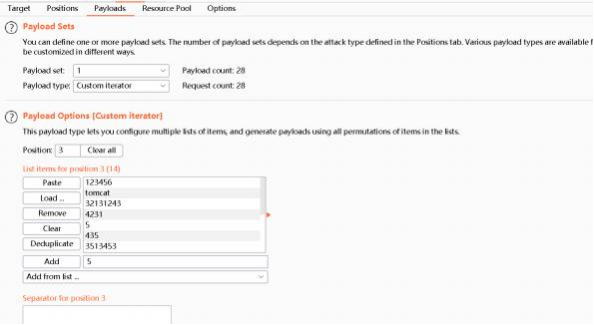 Target Positions Payloads Resource Pool Options
? Payload Sets
You can define one or more payload sets. The number of payload sets depends on the attack type defined in the Positions tab. Various payload types are available f
be customized in different ways.
Payload set: 1 Payload count: 28
Payload type: Custom iterator Request count: 28
? Payload Options [Custom iterator]
This payload type lets you configure multiple lists of items, and generate payloads using all permutations of items in the lists.
Position: 3 Clear all
List items for position 3 (14)
Paste 123456
tomcat
Load ... 32131243
Remove 4231
Clear 5
435
Deduplicate 3513453
Add 5
Add from list ...
Separator for position 3